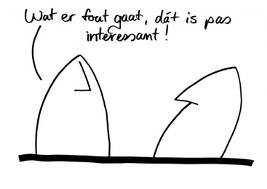 Wat er fout gaat, dát is pas
interessant!